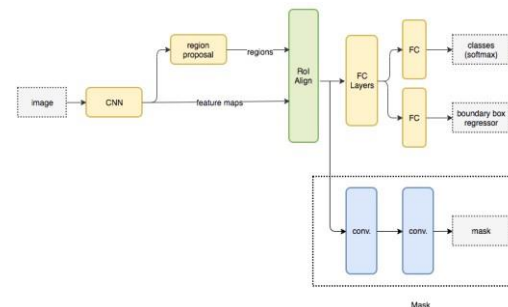 image
CNN
region
proposal
regions
feature maps
RoI
Align
FC
Layers
FC
classes
(softmax)
FC
boundary box
regressor
conv.
conv.
mask
Mask